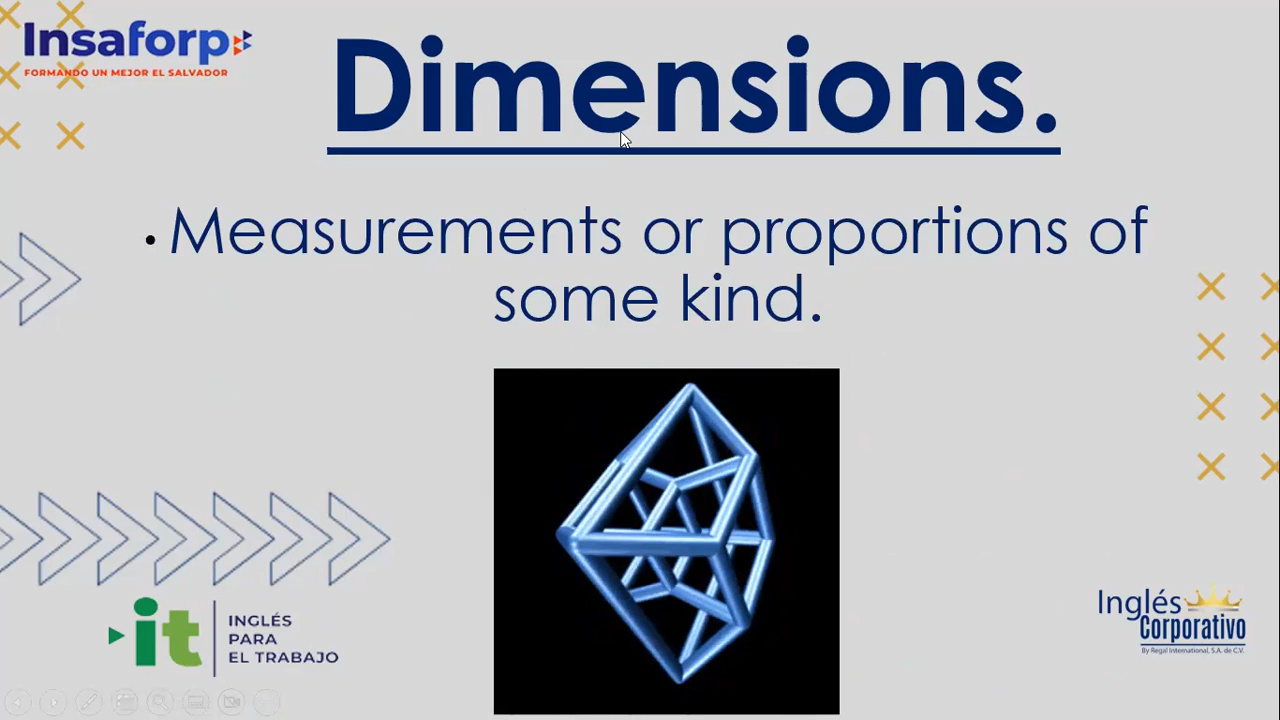 Insaforp
FORMANDO UN MEJOR EL SALVADOR
Dimensions.
• Measurements or proportions of
some kind.
it
INGLÉS
PARA
EL TRABAJO
Inglés
Corporativo
By Regal International, S.A. de C.V.